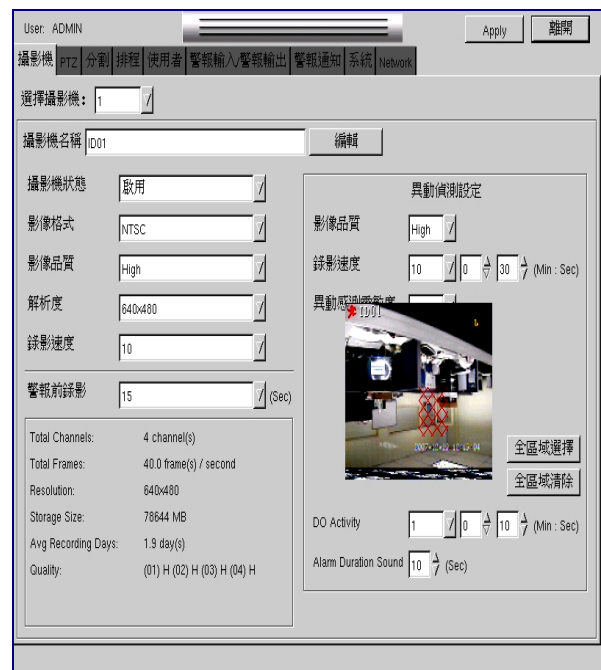 User: ADMIN
Apply
離開
攝影機 PTZ 分割 排程 使用者 警報輸入/警報輸出 警報通知 系統 Network
選擇攝影機: 1
攝影機名稱 ID01 編輯
攝影機狀態 啟用
影像格式 NTSC
影像品質 High
解析度 640x480
錄影速度 10
警報前錄影 15 (Sec)
Total Channels: 4 channel(s)
Total Frames: 40.0 frame(s) / second
Resolution: 640x480
Storage Size: 78644 MB
Avg Recording Days: 1.9 day(s)
Quality: (01) H (02) H (03) H (04) H
異動偵測設定
影像品質 High
錄影速度 10 0 30 (Min : Sec)
異動感測靈敏度
ID01
全區域選擇
全區域清除
DO Activity 1 0 10 (Min : Sec)
Alarm Duration Sound 10 (Sec)